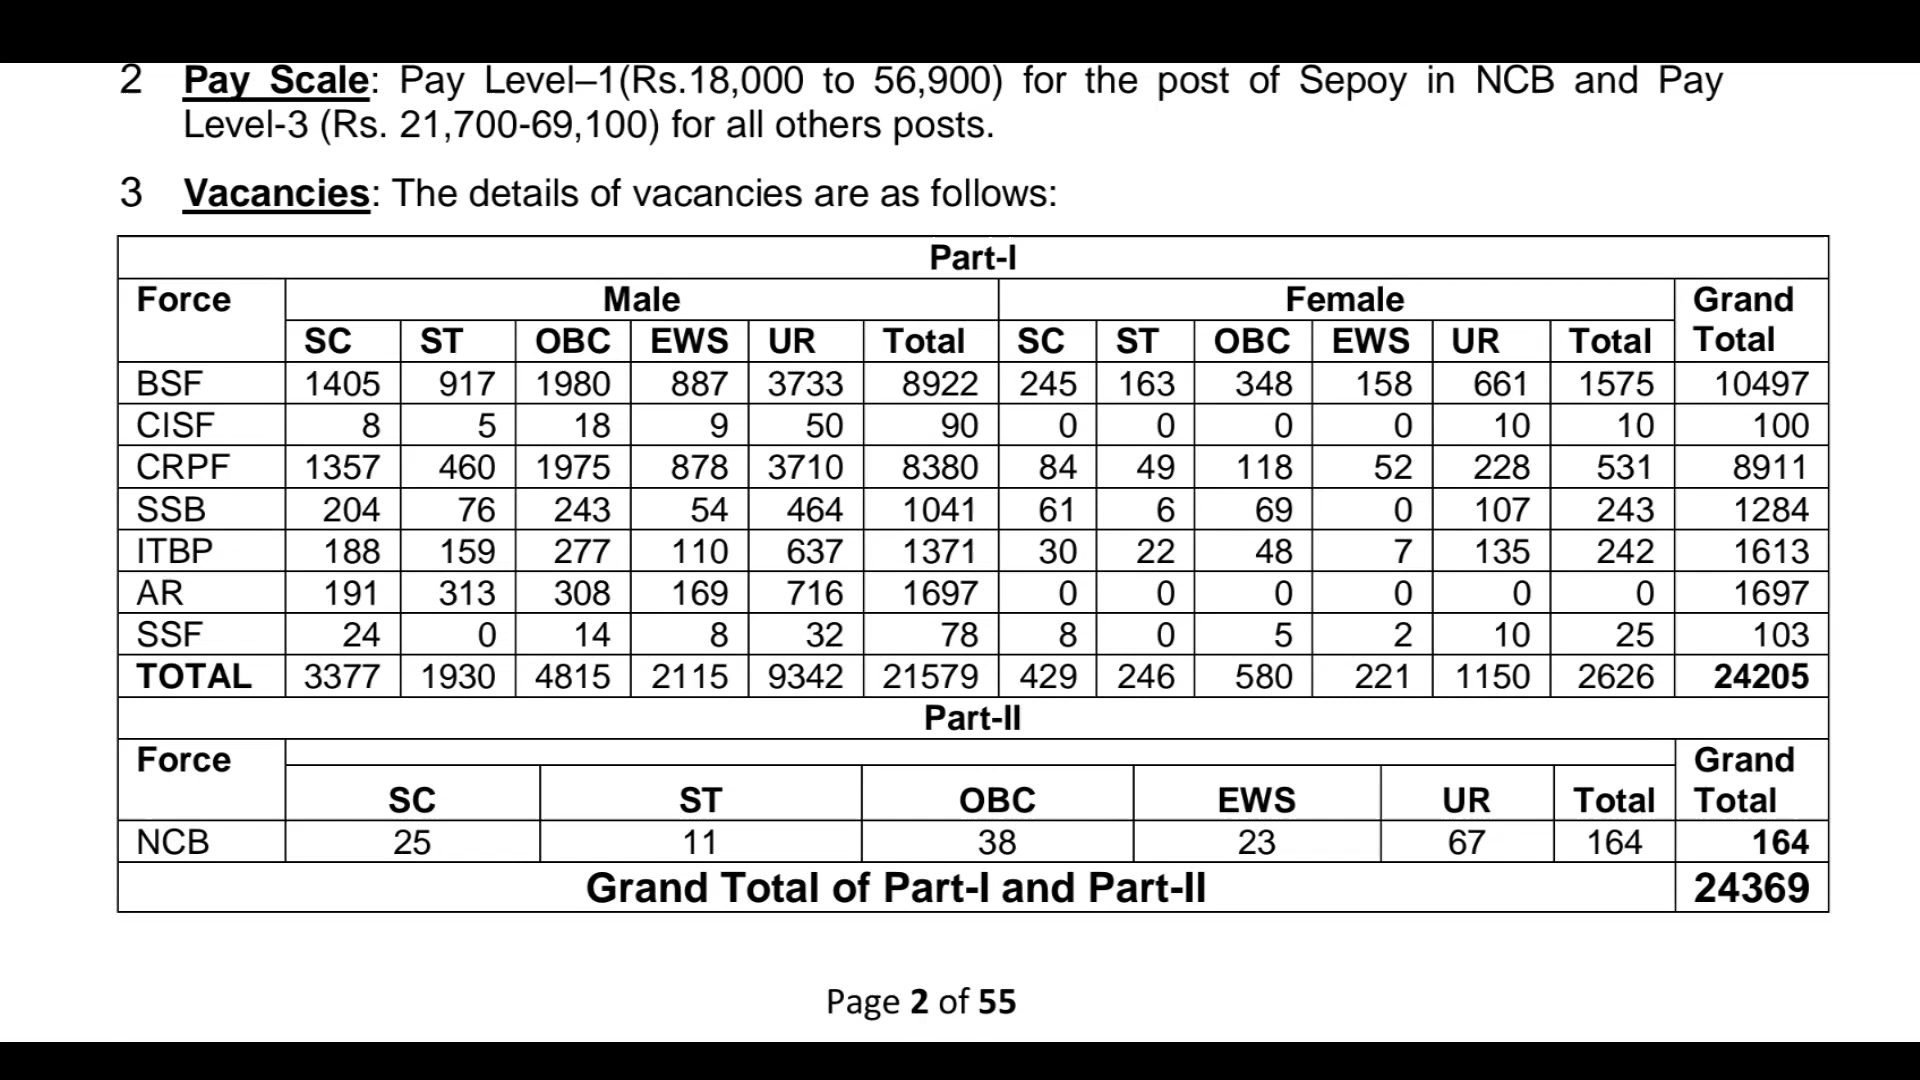 2 Pay Scale: Pay Level–1(Rs.18,000 to 56,900) for the post of Sepoy in NCB and Pay
Level-3 (Rs. 21,700-69,100) for all others posts.
3 Vacancies: The details of vacancies are as follows:
Part-I
Force Male Female Grand Total
SC ST OBC EWS UR Total SC ST OBC EWS UR Total
BSF 1405 917 1980 887 3733 8922 245 163 348 158 661 1575 10497
CISF 8 5 18 9 50 90 0 0 0 0 10 10 100
CRPF 1357 460 1975 878 3710 8380 84 49 118 52 228 531 8911
SSB 204 76 243 54 464 1041 61 6 69 0 107 243 1284
ITBP 188 159 277 110 637 1371 30 22 48 7 135 242 1613
AR 191 313 308 169 716 1697 0 0 0 0 0 0 1697
SSF 24 0 14 8 32 78 8 0 5 2 10 25 103
TOTAL 3377 1930 4815 2115 9342 21579 429 246 580 221 1150 2626 24205
Part-II
Force Grand Total
SC ST OBC EWS UR Total
NCB 25 11 38 23 67 164 164
Grand Total of Part-I and Part-II 24369
Page 2 of 55